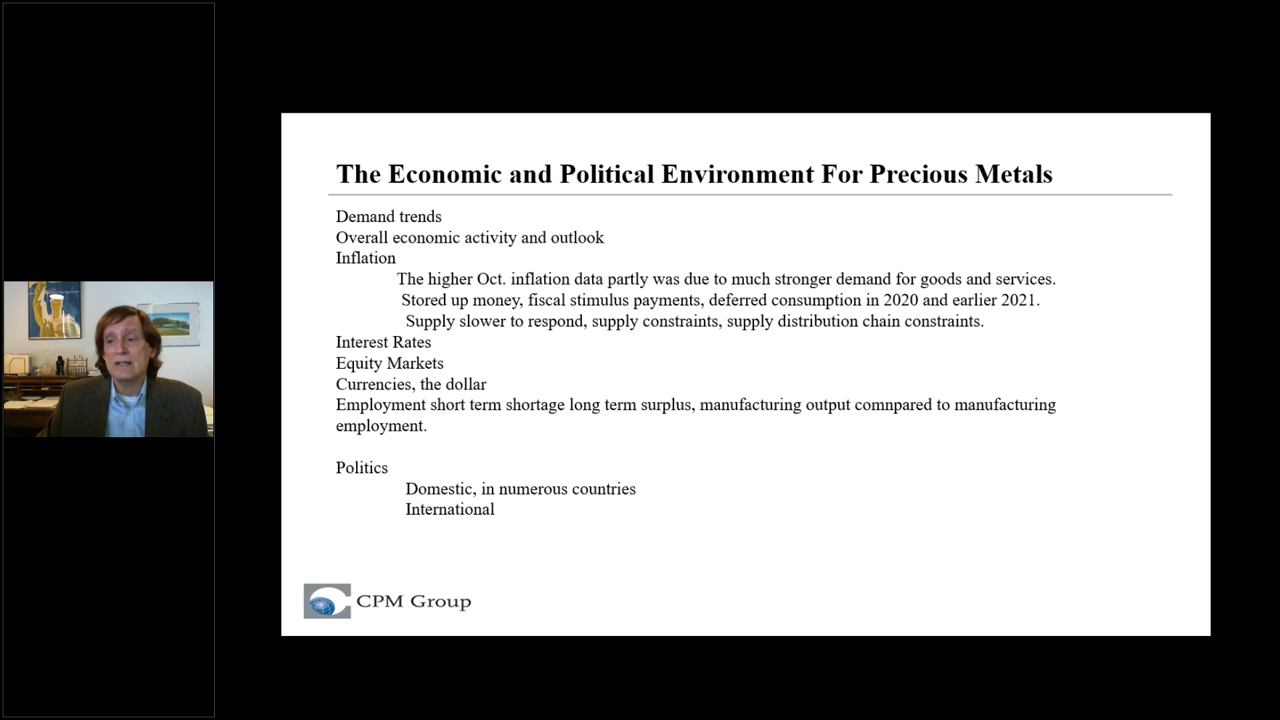 The Economic and Political Environment For Precious Metals
Demand trends
Overall economic activity and outlook
Inflation
The higher Oct. inflation data partly was due to much stronger demand for goods and services.
Stored up money, fiscal stimulus payments, deferred consumption in 2020 and earlier 2021.
Supply slower to respond, supply constraints, supply distribution chain constraints.
Interest Rates
Equity Markets
Currencies, the dollar
Employment short term shortage long term surplus, manufacturing output comnpared to manufacturing
employment.
Politics
Domestic, in numerous countries
International
CPM Group